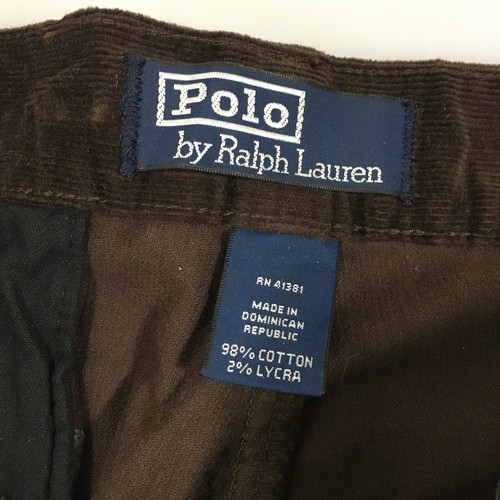 Polo
by Ralph Lauren
RN 41381
MADE IN
DOMINICAN
REPUBLIC
98% COTTON
2% LYCRA